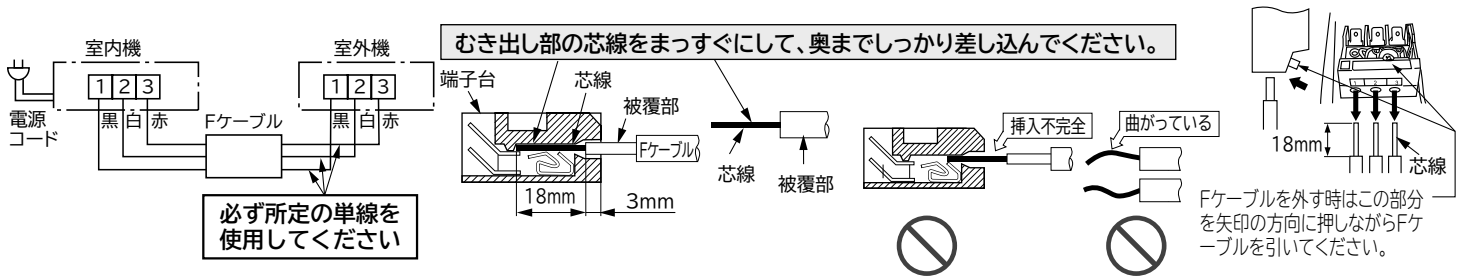 室内機
室外機
1 2 3
1 2 3
電源
コード
黒 白 赤
Fケーブル
黒 白 赤
必ず所定の単線を
使用してください
むき出し部の芯線をまっすぐにして、奥までしっかり差し込んでください。
端子台
芯線
被覆部
Fケーブル
18mm
3mm
芯線
被覆部
挿入不完全
曲がっている
1 2 3
18mm
芯線
Fケーブルを外す時はこの部分
を矢印の方向に押しながらFケ
ーブルを引いてください。